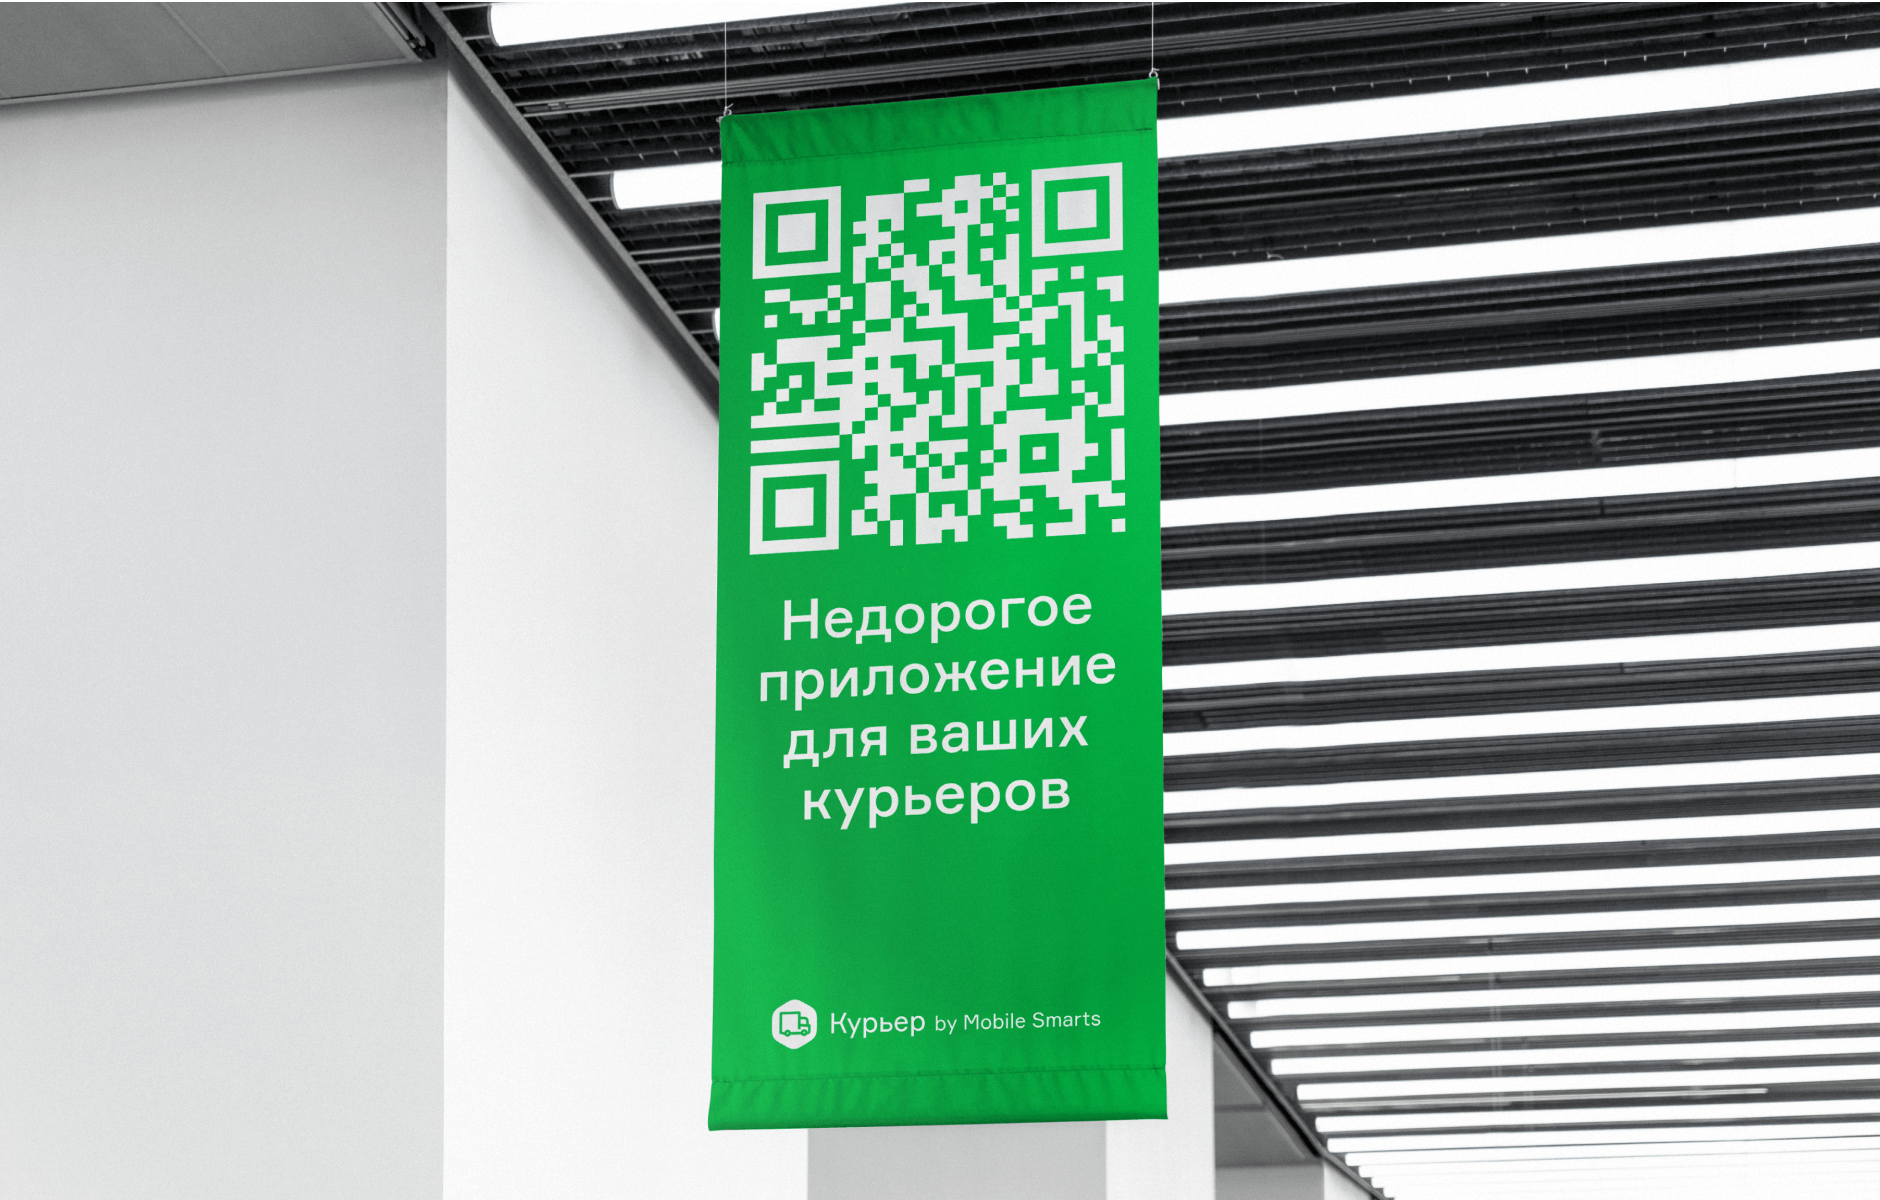 Недорогое
приложение
для ваших
курьеров
Курьер by Mobile Smarts